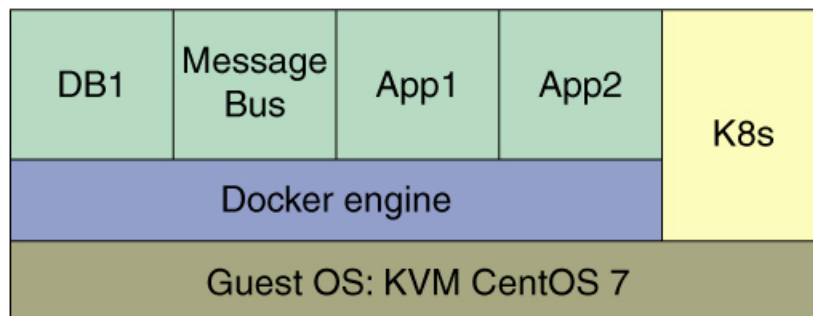 DB1
Message
Bus
App1
App2
K8s
Docker engine
Guest OS: KVM CentOS 7